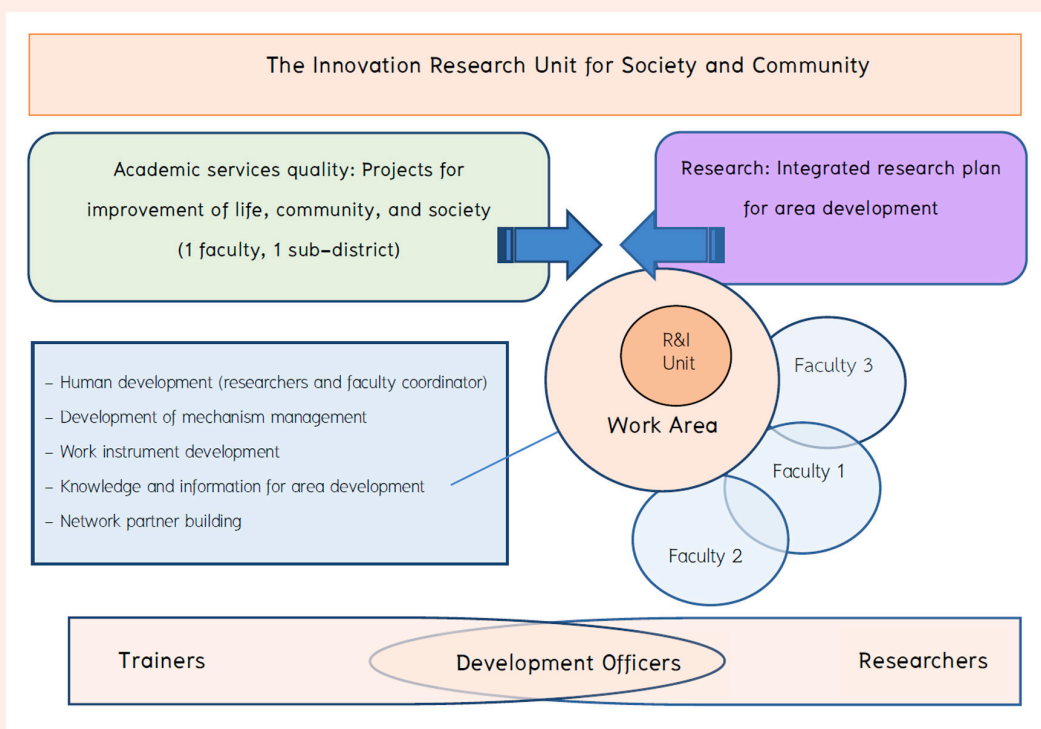 The Innovation Research Unit for Society and Community
Academic services quality: Projects for
improvement of life, community, and society
(1 faculty, 1 sub-district)
Research: Integrated research plan
for area development
– Human development (researchers and faculty coordinator)
– Development of mechanism management
– Work instrument development
– Knowledge and information for area development
– Network partner building
R&I
Unit
Work Area
Faculty 3
Faculty 1
Faculty 2
Trainers
Development Officers
Researchers